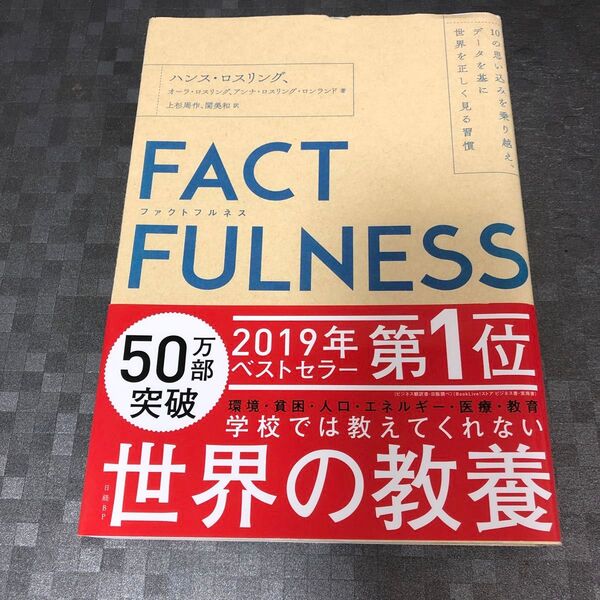 10の思い込みを乗り越え、
データを基に
世界を正しく見る習慣
ハンス・ロスリング、
オーラ・ロスリング、アンナ・ロスリング・ロンランド 著
上杉周作、関美和 訳
FACT
ファクトフルネス
FULNESS
50万部
突破
2019年
ベストセラー
第1位
環境・貧困・人口・エネルギー・医療・教育
学校では教えてくれない
世界の教養
日経BP